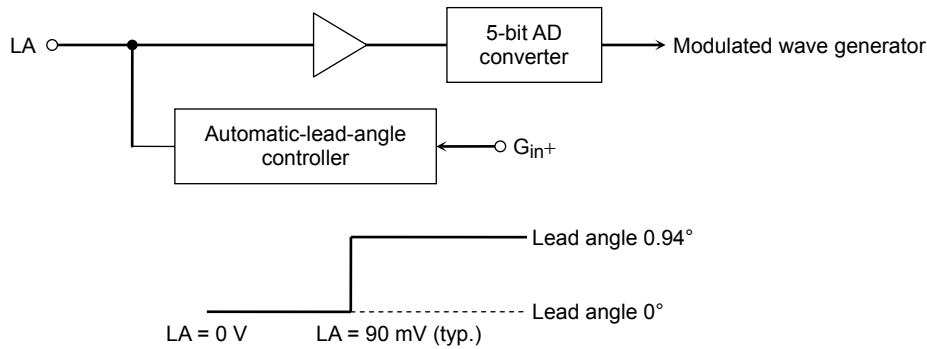 LA
5-bit AD
converter
Modulated wave generator
Automatic-lead-angle
controller
Gin+
Lead angle 0.94°
Lead angle 0°
LA = 0 V
LA = 90 mV (typ.)